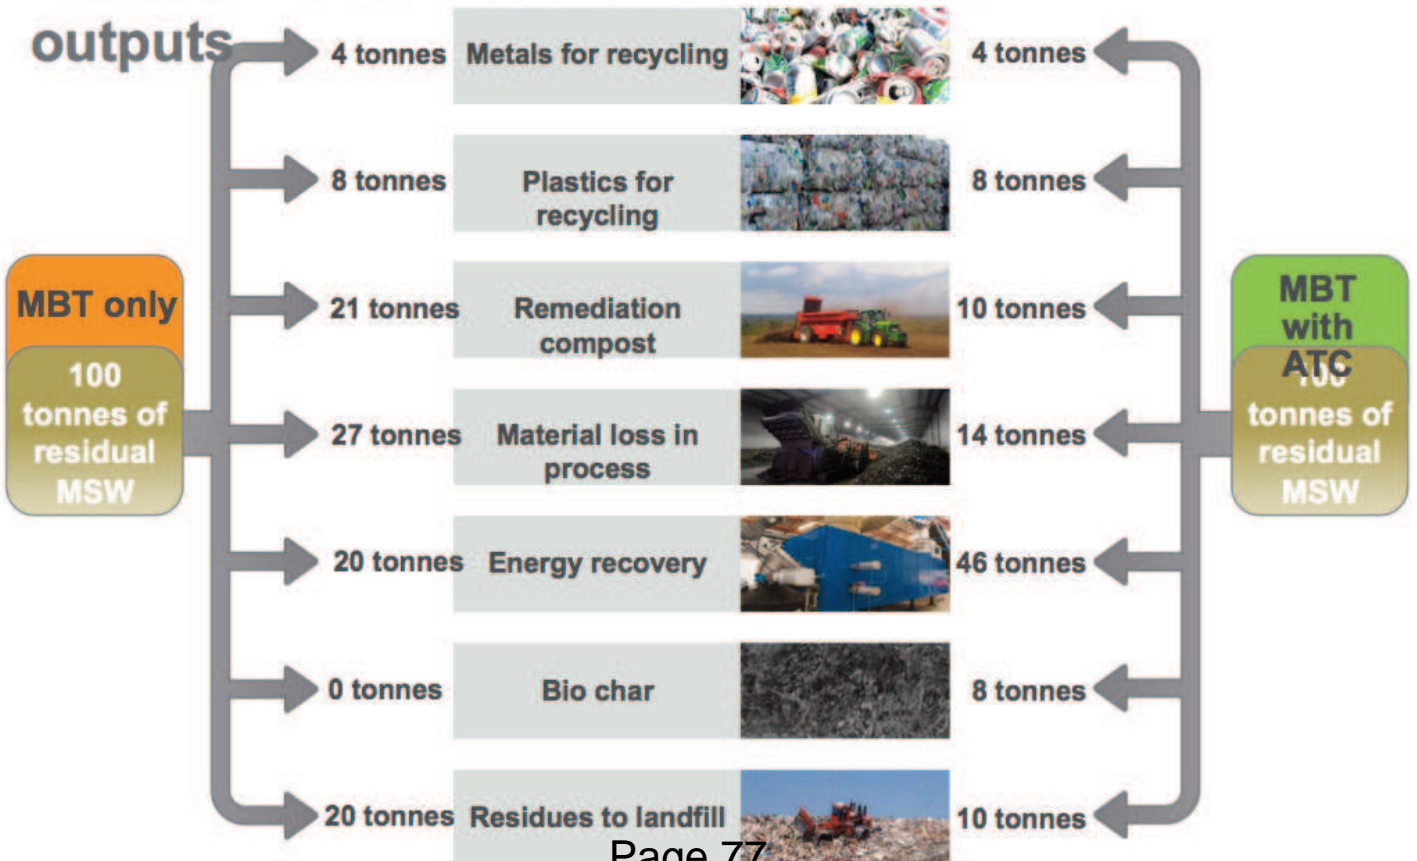 outputs
4 tonnes Metals for recycling 4 tonnes
8 tonnes Plastics for recycling 8 tonnes
21 tonnes Remediation compost 10 tonnes
MBT only
100
tonnes of
residual
MSW
27 tonnes Material loss in process 14 tonnes
MBT
with
ATC
100
tonnes of
residual
MSW
20 tonnes Energy recovery 46 tonnes
0 tonnes Bio char 8 tonnes
20 tonnes Residues to landfill 10 tonnes
Page 77